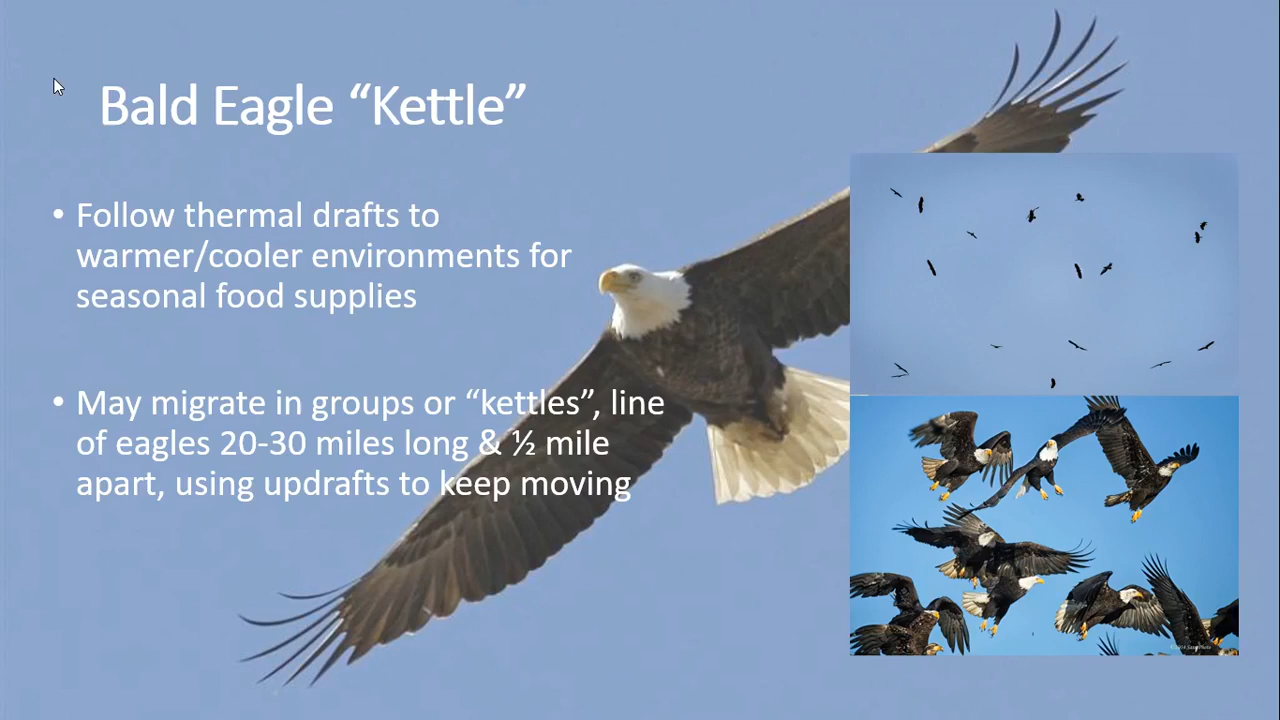 Bald Eagle “Kettle”
• Follow thermal drafts to
warmer/cooler environments for
seasonal food supplies
• May migrate in groups or “kettles”, line
of eagles 20-30 miles long & ½ mile
apart, using updrafts to keep moving